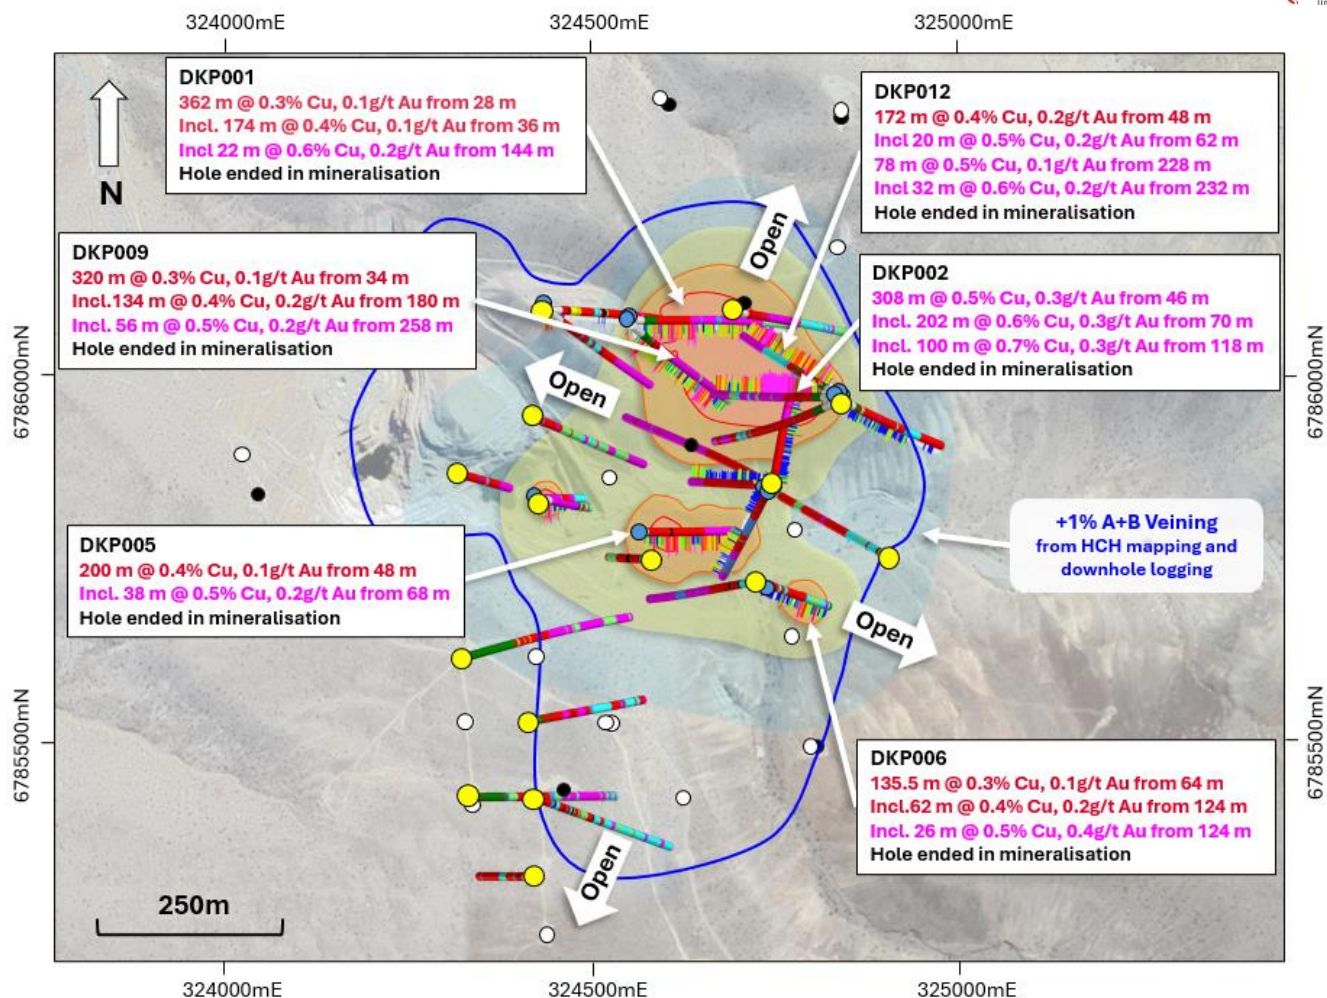 324000mE
324500mE
325000mE
DKP001
362 m @ 0.3% Cu, 0.1g/t Au from 28 m
Incl. 174 m @ 0.4% Cu, 0.1g/t Au from 36 m
Incl 22 m @ 0.6% Cu, 0.2g/t Au from 144 m
Hole ended in mineralisation
DKP012
172 m @ 0.4% Cu, 0.2g/t Au from 48 m
Incl 20 m @ 0.5% Cu, 0.2g/t Au from 62 m
78 m @ 0.5% Cu, 0.1g/t Au from 228 m
Incl 32 m @ 0.6% Cu, 0.2g/t Au from 232 m
Hole ended in mineralisation
N
Open
DKP009
320 m @ 0.3% Cu, 0.1g/t Au from 34 m
Incl.134 m @ 0.4% Cu, 0.2g/t Au from 180 m
Incl. 56 m @ 0.5% Cu, 0.2g/t Au from 258 m
Hole ended in mineralisation
DKP002
308 m @ 0.5% Cu, 0.3g/t Au from 46 m
Incl. 202 m @ 0.6% Cu, 0.3g/t Au from 70 m
Incl. 100 m @ 0.7% Cu, 0.3g/t Au from 118 m
Hole ended in mineralisation
6786000mN
6786000mN
Open
+1% A+B Veining
from HCH mapping and
downhole logging
DKP005
200 m @ 0.4% Cu, 0.1g/t Au from 48 m
Incl. 38 m @ 0.5% Cu, 0.2g/t Au from 68 m
Hole ended in mineralisation
Open
6785500mN
6785500mN
DKP006
135.5 m @ 0.3% Cu, 0.1g/t Au from 64 m
Incl.62 m @ 0.4% Cu, 0.2g/t Au from 124 m
Incl. 26 m @ 0.5% Cu, 0.4g/t Au from 124 m
Hole ended in mineralisation
Open
250m
324000mE
324500mE
325000mE